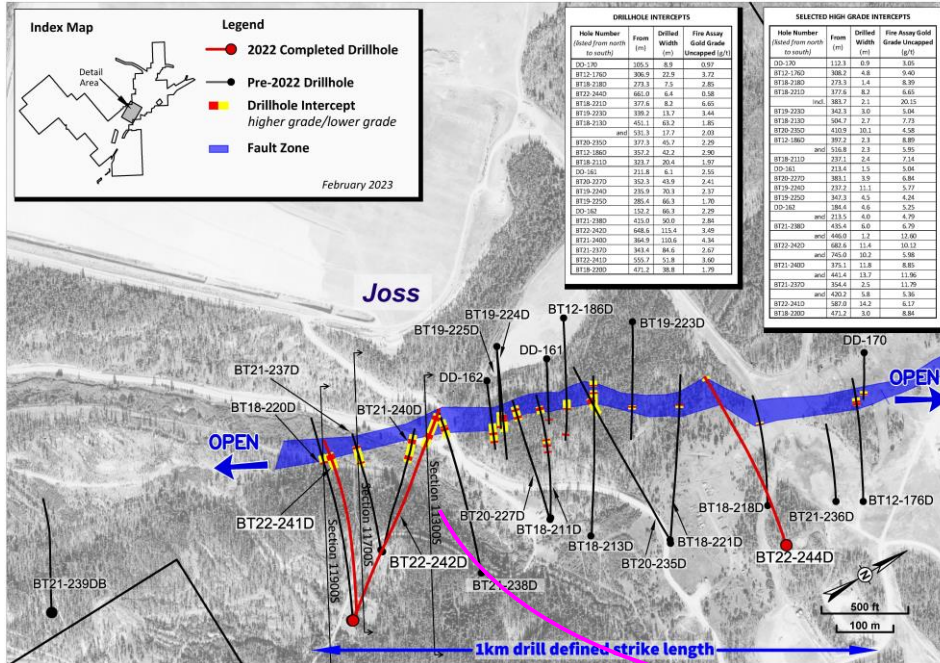 Index Map
Detail
Area
Legend
2022 Completed Drillhole
Pre-2022 Drillhole
Drillhole Intercept
higher grade/lower grade
Fault Zone
February 2023
DRILLHOLE INTERCEPTS
Hole Number (listed from north to south) From (m) Drilled Width (m) Fire Assay Gold Grade Uncapped (g/t)
DD-170 105.5 8.9 0.97
BT12-176D 306.9 22.9 3.72
BT18-218D 273.3 7.5 2.85
BT22-244D 661.0 6.4 0.58
BT18-221D 377.6 8.2 6.65
BT19-223D 339.2 13.7 3.44
BT18-213D 451.1 63.2 1.85
and 531.3 17.7 2.03
BT20-235D 377.3 45.7 2.29
BT12-186D 357.2 42.2 2.90
BT18-211D 323.7 20.4 1.97
DD-161 211.8 6.1 2.55
BT20-227D 352.3 43.9 2.41
BT19-224D 235.9 70.3 2.37
BT19-225D 285.4 66.3 1.70
DD-162 152.2 66.3 2.29
BT21-238D 415.0 50.0 2.84
BT22-242D 648.6 115.4 3.49
BT21-240D 364.9 110.6 4.34
BT21-237D 343.4 84.6 2.67
BT22-241D 555.7 51.8 3.60
BT18-220D 471.2 38.8 1.79
SELECTED HIGH GRADE INTERCEPTS
Hole Number (listed from north to south) From (m) Drilled Width (m) Fire Assay Gold Grade Uncapped (g/t)
DD-170 112.3 0.9 3.05
BT12-176D 308.2 4.8 9.40
BT18-218D 273.3 1.4 8.39
BT18-221D 377.6 8.2 6.65
Incl. 383.7 2.1 20.15
BT19-223D 342.3 3.0 5.04
BT18-213D 504.7 2.7 7.73
BT20-235D 410.9 10.1 4.58
BT12-186D 397.2 2.3 8.89
and 516.8 2.3 5.95
BT18-211D 237.1 2.4 7.14
DD-161 213.4 1.5 5.04
BT20-227D 383.1 3.9 6.84
BT19-224D 237.2 11.1 5.77
BT19-225D 347.3 4.5 4.24
DD-162 184.4 4.6 5.25
and 213.5 4.0 4.79
BT21-238D 435.4 6.0 6.79
and 446.0 1.2 12.60
BT22-242D 682.6 11.4 10.12
and 745.0 10.2 5.98
BT21-240D 375.1 11.8 8.85
and 441.4 13.7 11.96
BT21-237D 354.4 2.5 11.79
and 420.2 5.8 5.36
BT22-241D 587.0 14.2 6.17
BT18-220D 471.2 3.0 8.84
Joss
BT19-224D
BT19-225D
BT12-186D
BT19-223D
DD-161
DD-170
DD-162
BT21-237D
BT18-220D
BT21-240D
OPEN
OPEN
BT22-241D
Section 11900S
Section 11700S
Section 11300S
BT22-242D
BT20-227D
BT18-211D
BT18-213D
BT20-235D
BT18-221D
BT18-218D
BT21-236D
BT12-176D
BT22-244D
BT21-239DB
BT21-238D
N
500 ft
100 m
1km drill defined strike length